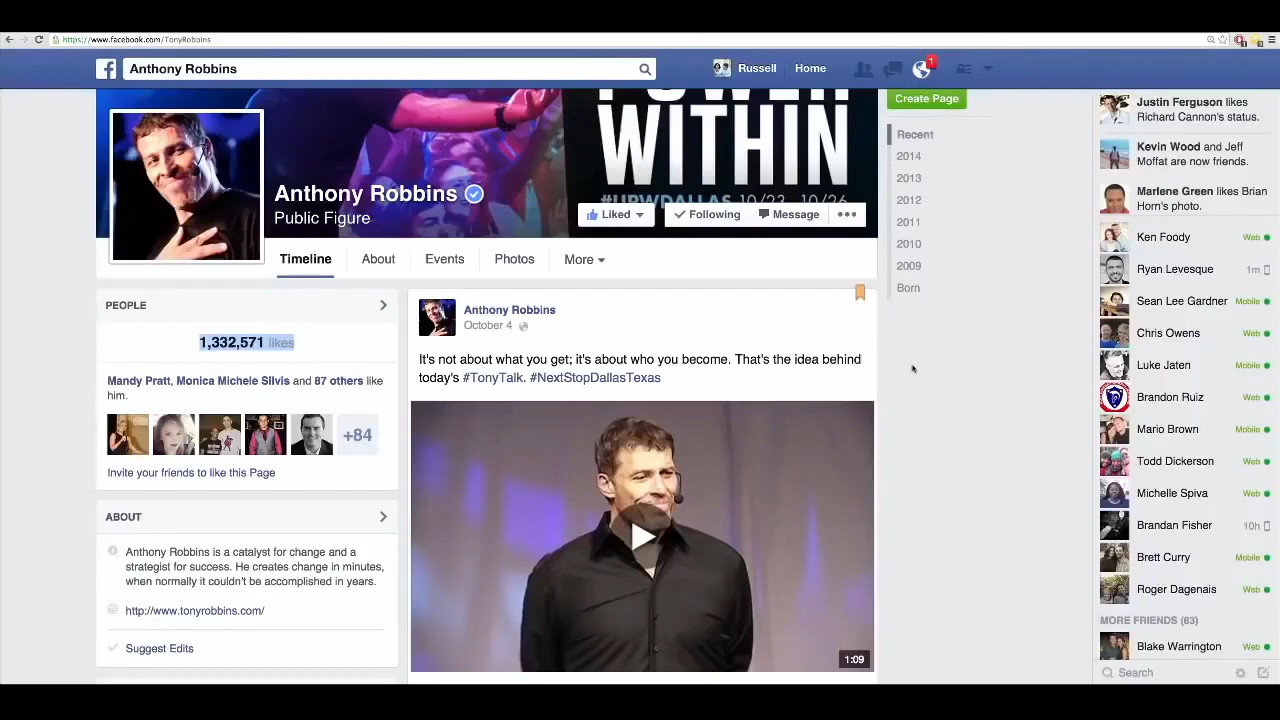 https://www.facebook.com/TonyRobbins
Anthony Robbins
Russell
Home
1
WITHIN
Anthony Robbins
Public Figure
Liked
Following
Message
Timeline
About
Events
Photos
More
Create Page
Recent
2014
2013
2012
2011
2010
2009
Born
PEOPLE
1,332,571 likes
Mandy Pratt, Monica Michele SIlvis and 87 others like
him.
+84
Invite your friends to like this Page
ABOUT
Anthony Robbins is a catalyst for change and a
strategist for success. He creates change in minutes,
when normally it couldn't be accomplished in years.
http://www.tonyrobbins.com/
Suggest Edits
Anthony Robbins
October 4
It's not about what you get; it's about who you become. That's the idea behind
today's #TonyTalk. #NextStopDallasTexas
1:09
Justin Ferguson likes
Richard Cannon's status.
Kevin Wood and Jeff
Moffat are now friends.
Marlene Green likes Brian
Horn's photo.
Ken Foody Web
Ryan Levesque 1m
Sean Lee Gardner Mobile
Chris Owens Web
Luke Jaten Mobile
Brandon Ruiz Web
Mario Brown Mobile
Todd Dickerson Web
Michelle Spiva Web
Brandan Fisher 10h
Brett Curry Mobile
Roger Dagenais Web
MORE FRIENDS (63)
Blake Warrington Web
Search